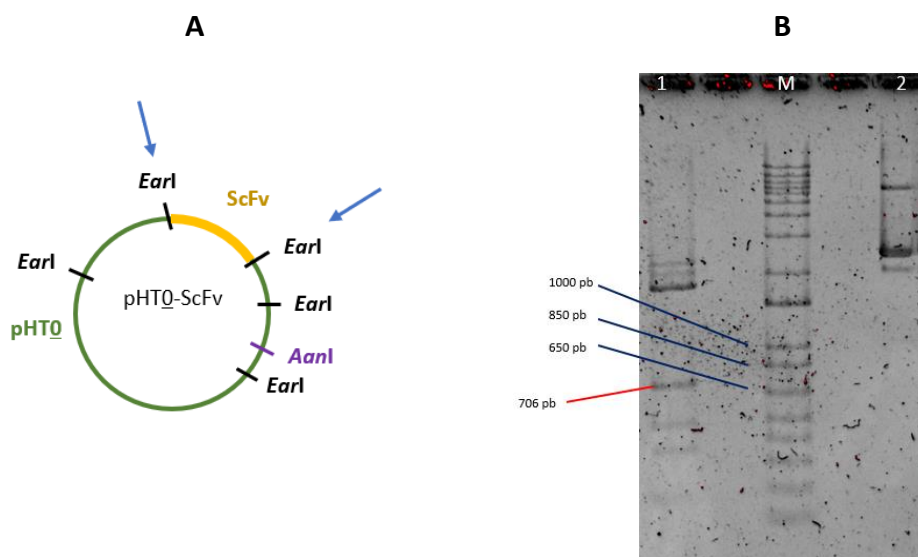 A
B
1
M
2
EarI
ScFv
EarI
EarI
pHT0-ScFv
EarI
pHT0
AanI
EarI
1000 pb
850 pb
650 pb
706 pb